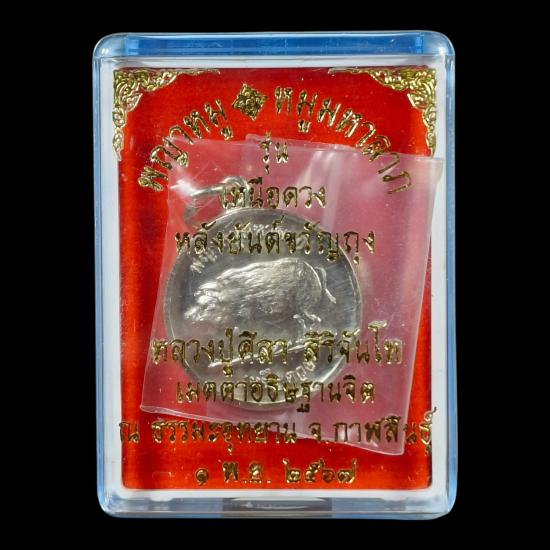 พญาหมู หมูมหาลาภ
รุ่น
เหนือดวง
หลังยันต์ขวัญถุง
หลวงปู่ศิลา สิริจันโท
เมตตาอธิษฐานจิต
ณ ธรรมะอุทยาน จ.กาฬสินธุ์
๑ พ.ย. ๒๕๖๗